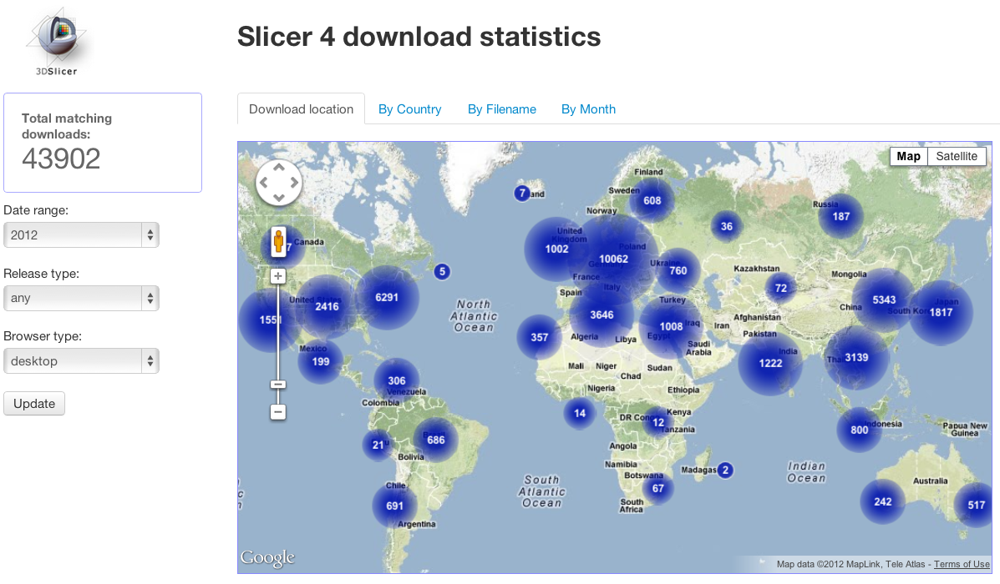 3DSlicer
Slicer 4 download statistics
Total matching
downloads:
43902
Date range:
2012
Release type:
any
Browser type:
desktop
Update
Download location
By Country
By Filename
By Month
Map
Satellite
Finland
Sweden
608
7
Norway
Russia
187
36
7
Canada
United
Kingdom
1002
Poland
10062
Ukraine
760
5
France
Kazakhstan
Mongolia
Italy
72
United States
6291
2416
1551
North
Atlantic
Ocean
Spain
Turkey
5343
China
Japan
South Kor
1817
3646
1008
Iraq
Iran
Afghanistan
Pakistan
357
Algeria
Libya
Egypt
Saudi
Arabia
Mexico
199
India
1222
3139
Mali
Niger
Chad
Sudan
306
Venezuela
Colombia
Nigeria
Ethiopia
14
DR Con
Kenya
12
Tanzania
800
Indonesia
Papua New
Guinea
21
686
Bolivia
Angola
Namibia
Botswana
Madagas
2
Indian
Ocean
67
South
Africa
South
Atlantic
Ocean
Chile
691
Argentina
Australia
242
517
Google
Map data ©2012 MapLink, Tele Atlas - Terms of Use